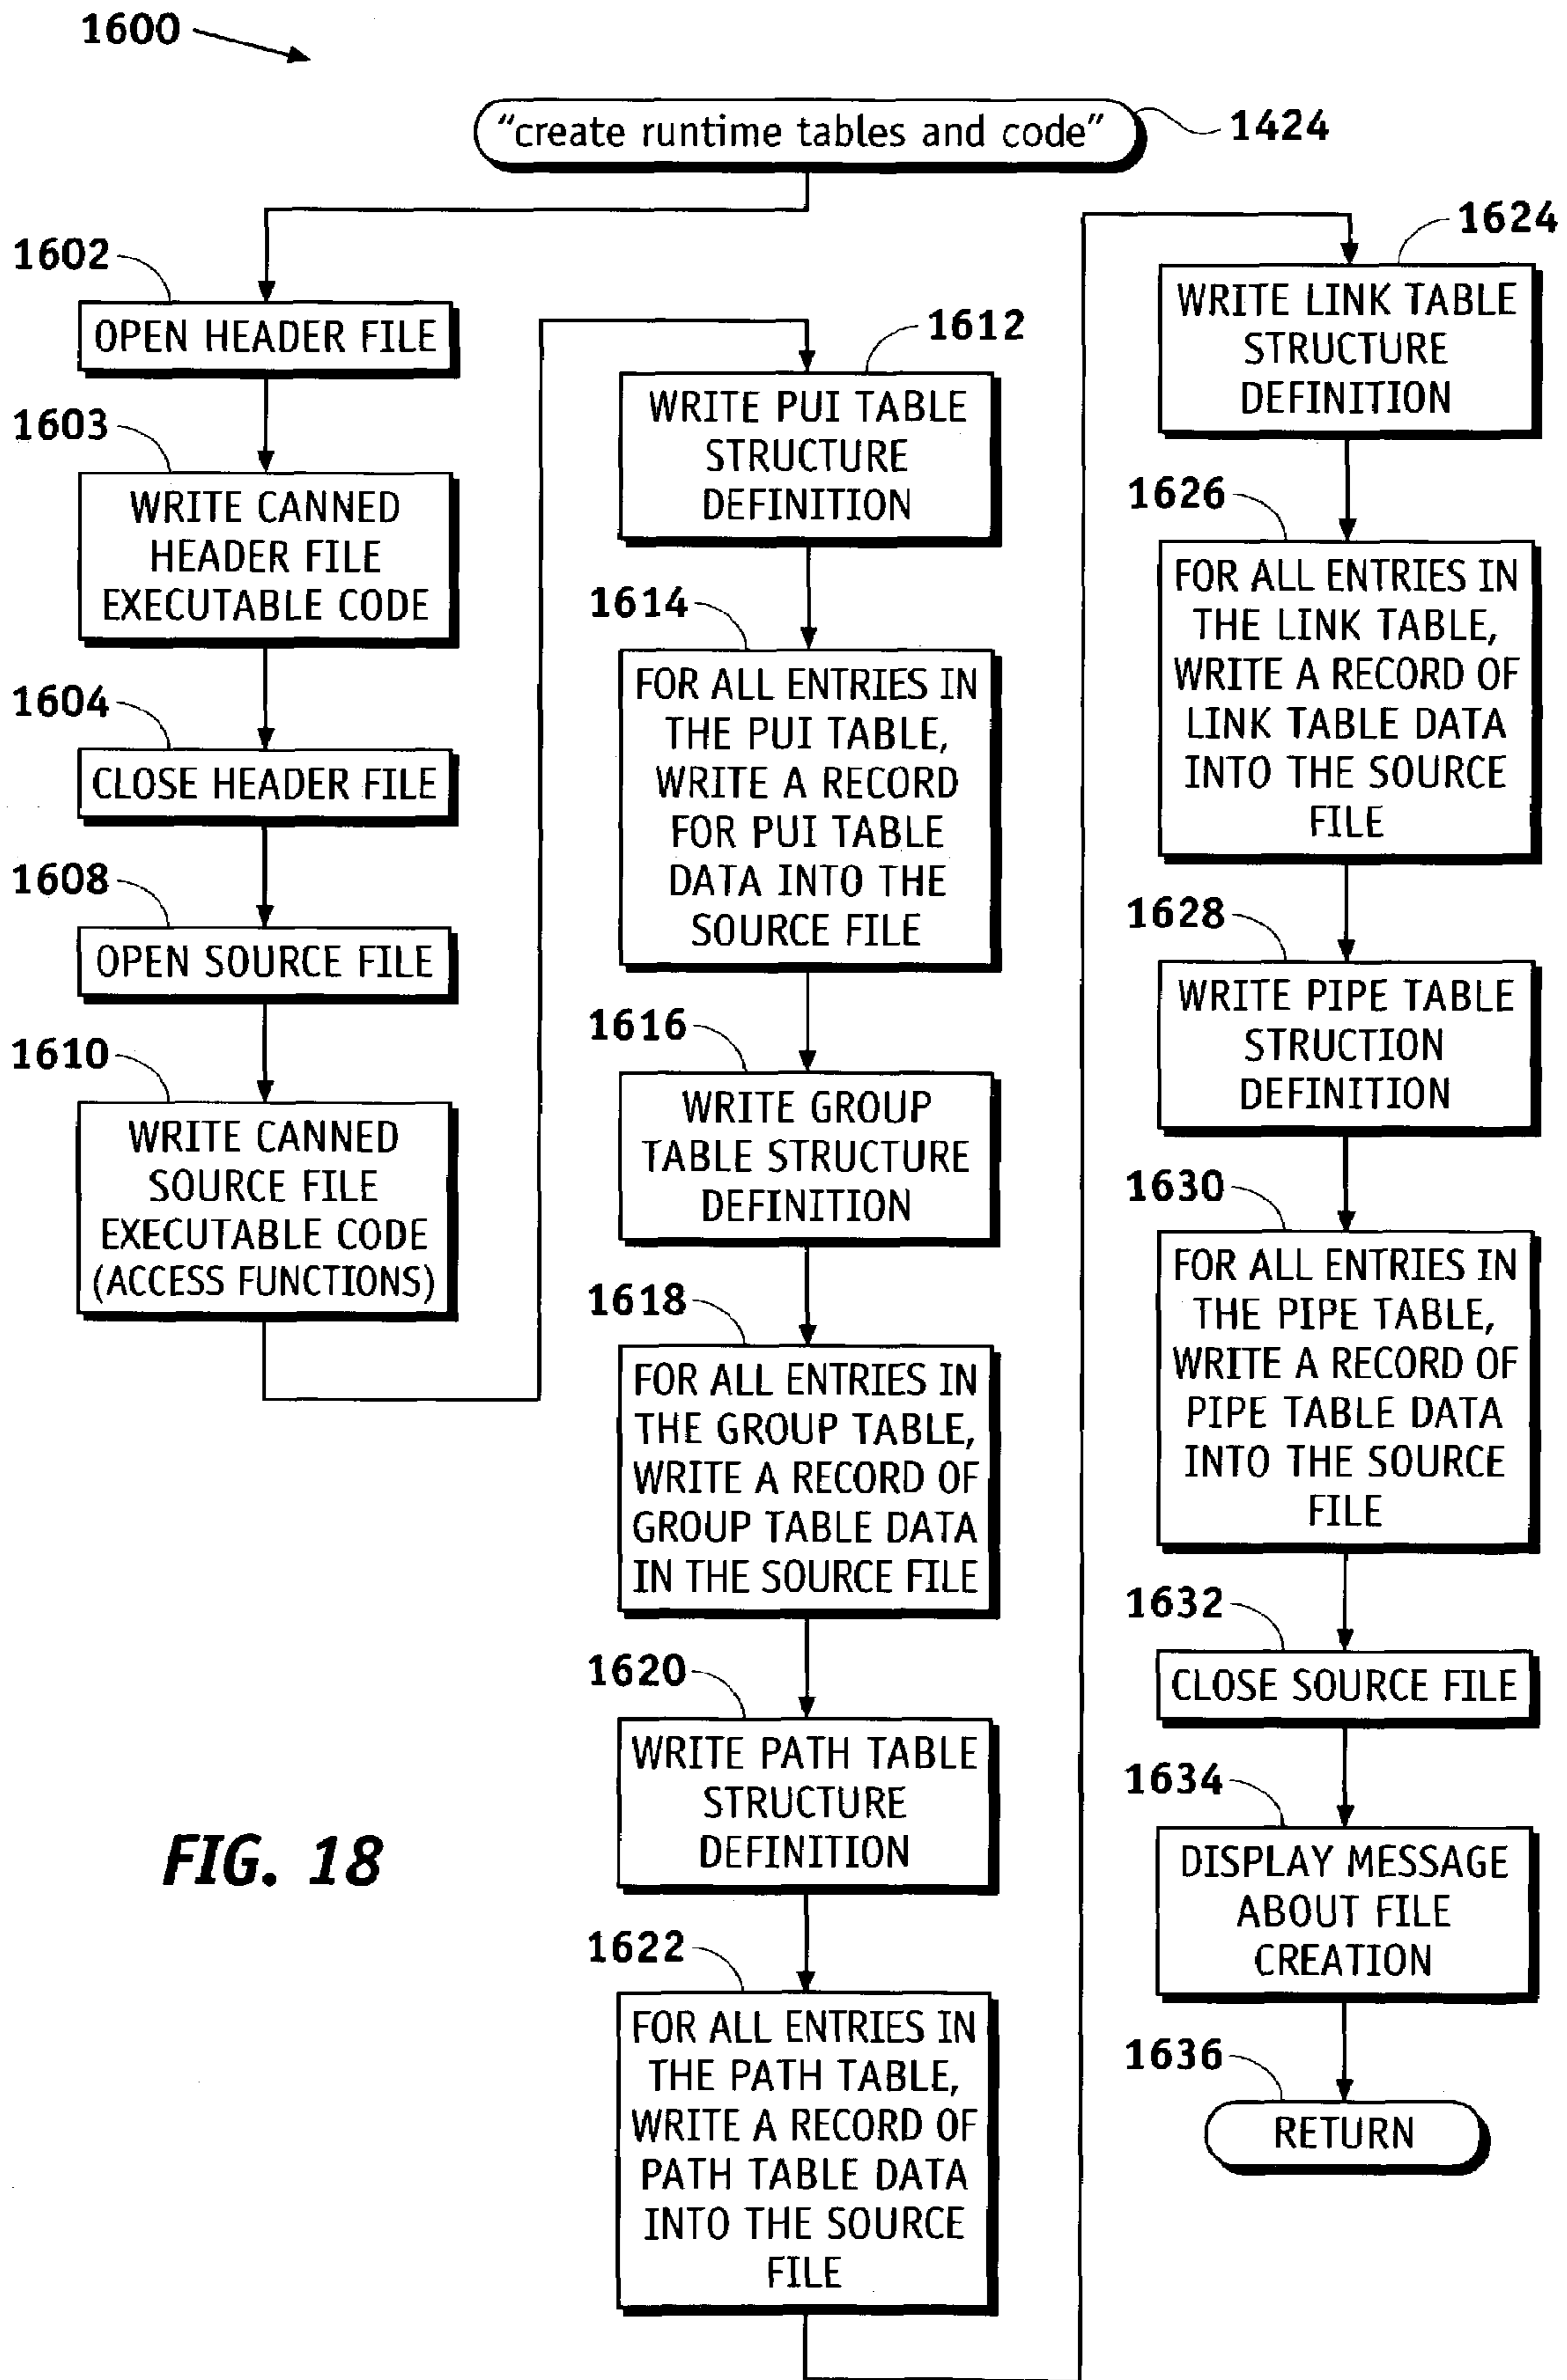 1600
"create runtime tables and code"
1424
1602
OPEN HEADER FILE
1603
WRITE CANNED
HEADER FILE
EXECUTABLE CODE
1604
CLOSE HEADER FILE
1608
OPEN SOURCE FILE
1610
WRITE CANNED
SOURCE FILE
EXECUTABLE CODE
(ACCESS FUNCTIONS)
1612
WRITE PUI TABLE
STRUCTURE
DEFINITION
1614
FOR ALL ENTRIES IN
THE PUI TABLE,
WRITE A RECORD
FOR PUI TABLE
DATA INTO THE
SOURCE FILE
1616
WRITE GROUP
TABLE STRUCTURE
DEFINITION
1618
FOR ALL ENTRIES IN
THE GROUP TABLE,
WRITE A RECORD OF
GROUP TABLE DATA
IN THE SOURCE FILE
1620
WRITE PATH TABLE
STRUCTURE
DEFINITION
1622
FOR ALL ENTRIES IN
THE PATH TABLE,
WRITE A RECORD OF
PATH TABLE DATA
INTO THE SOURCE
FILE
1624
WRITE LINK TABLE
STRUCTURE
DEFINITION
1626
FOR ALL ENTRIES IN
THE LINK TABLE,
WRITE A RECORD OF
LINK TABLE DATA
INTO THE SOURCE
FILE
1628
WRITE PIPE TABLE
STRUCTION
DEFINITION
1630
FOR ALL ENTRIES IN
THE PIPE TABLE,
WRITE A RECORD OF
PIPE TABLE DATA
INTO THE SOURCE
FILE
1632
CLOSE SOURCE FILE
1634
DISPLAY MESSAGE
ABOUT FILE
CREATION
1636
RETURN
FIG. 18